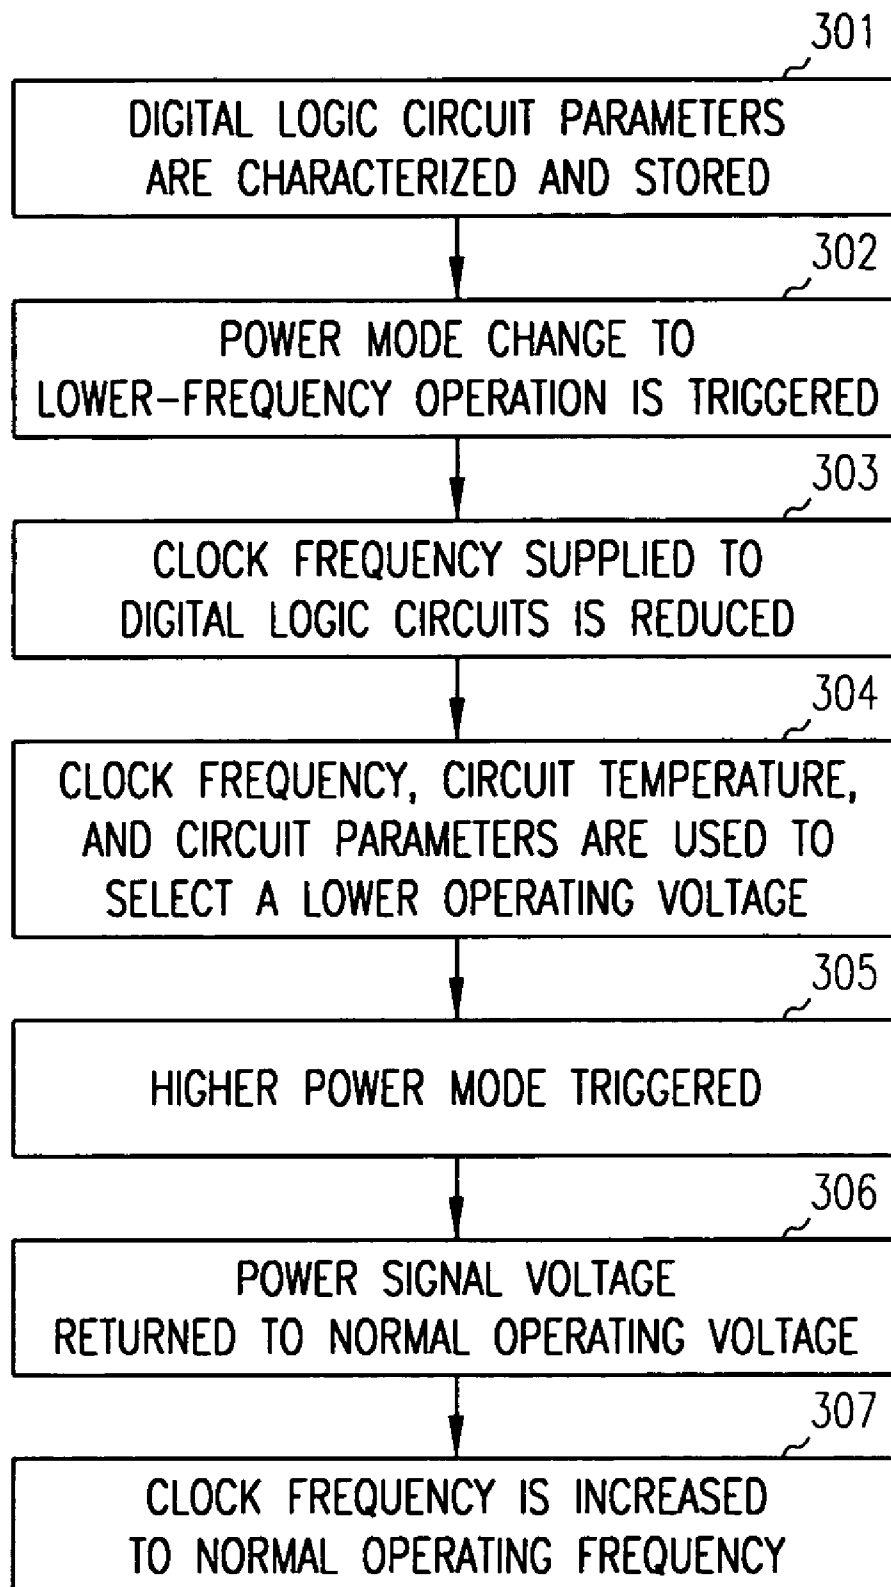 301
DIGITAL LOGIC CIRCUIT PARAMETERS
ARE CHARACTERIZED AND STORED
302
POWER MODE CHANGE TO
LOWER-FREQUENCY OPERATION IS TRIGGERED
303
CLOCK FREQUENCY SUPPLIED TO
DIGITAL LOGIC CIRCUITS IS REDUCED
304
CLOCK FREQUENCY, CIRCUIT TEMPERATURE,
AND CIRCUIT PARAMETERS ARE USED TO
SELECT A LOWER OPERATING VOLTAGE
305
HIGHER POWER MODE TRIGGERED
306
POWER SIGNAL VOLTAGE
RETURNED TO NORMAL OPERATING VOLTAGE
307
CLOCK FREQUENCY IS INCREASED
TO NORMAL OPERATING FREQUENCY